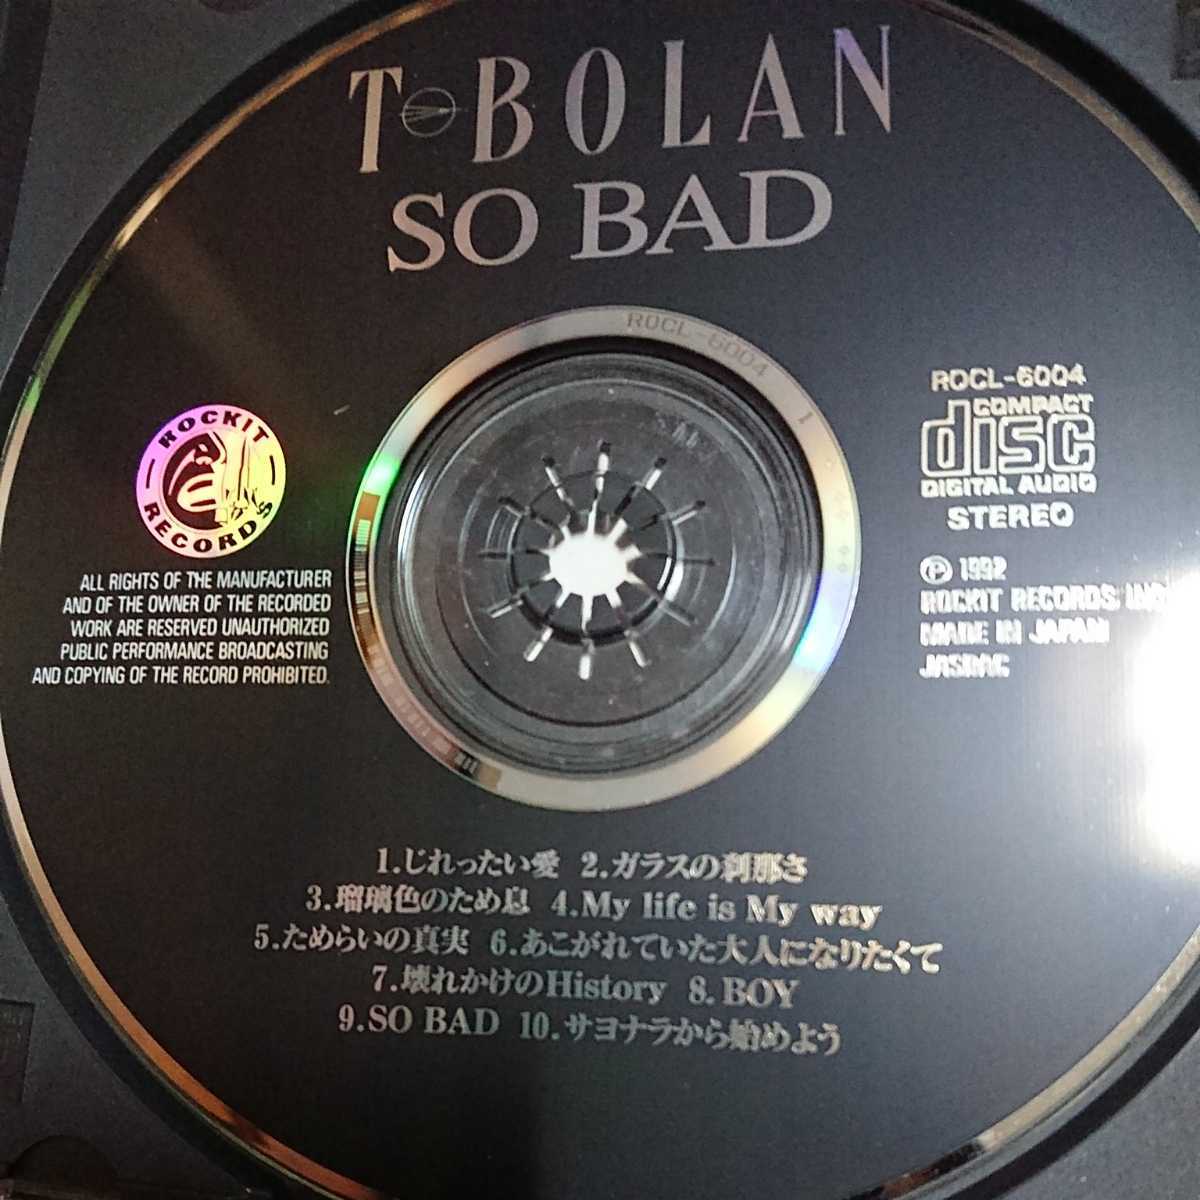 T-BOLAN
SO BAD
ROCL-6004 1
ROCKIT
RECORDS
ALL RIGHTS OF THE MANUFACTURER
AND OF THE OWNER OF THE RECORDED
WORK ARE RESERVED UNAUTHORIZED
PUBLIC PERFORMANCE BROADCASTING
AND COPYING OF THE RECORD PROHIBITED.
ROCL-6004
COMPACT
disc
DIGITAL AUDIO
STEREO
Ⓟ 1992
ROCKIT RECORDS INC
MADE IN JAPAN
JASRAC
1.じれったい愛 2.ガラスの刹那さ
3.瑠璃色のため息 4.My life is My way
5.ためらいの真実 6.あこがれていた大人になりたくて
7.壊れかけのHistory 8.BOY
9.SO BAD 10.サヨナラから始めよう